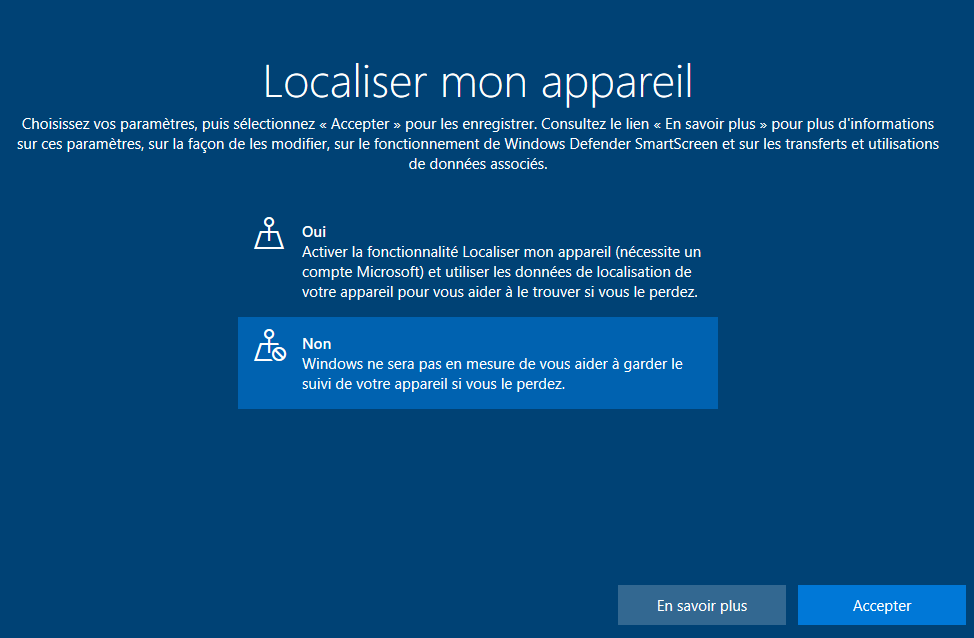 Localiser mon appareil
Choisissez vos paramètres, puis sélectionnez « Accepter » pour les enregistrer. Consultez le lien « En savoir plus » pour plus d'informations
sur ces paramètres, sur la façon de les modifier, sur le fonctionnement de Windows Defender SmartScreen et sur les transferts et utilisations
de données associés.
Oui
Activer la fonctionnalité Localiser mon appareil (nécessite un
compte Microsoft) et utiliser les données de localisation de
votre appareil pour vous aider à le trouver si vous le perdez.
Non
Windows ne sera pas en mesure de vous aider à garder le
suivi de votre appareil si vous le perdez.
En savoir plus
Accepter